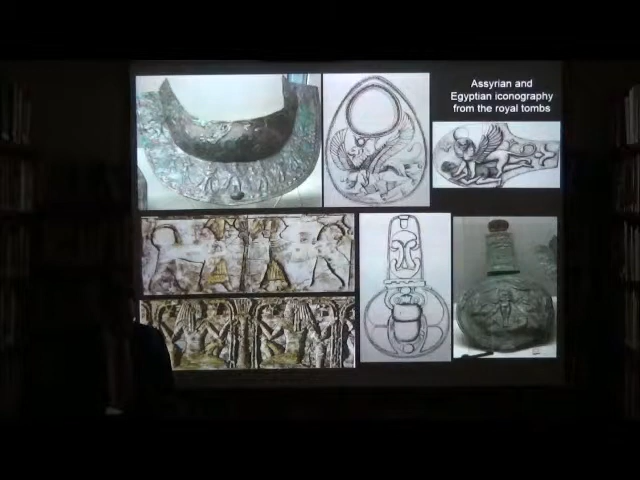 Assyrian and
Egyptian iconography
from the royal tombs